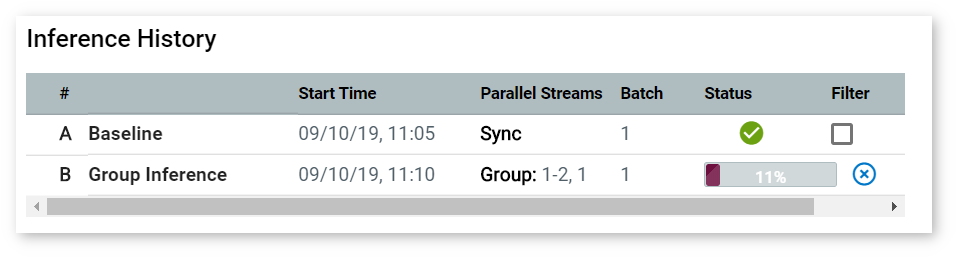 Inference History
# Start Time Parallel Streams Batch Status Filter
A Baseline 09/10/19, 11:05 Sync 1
B Group Inference 09/10/19, 11:10 Group: 1-2, 1 1 11%